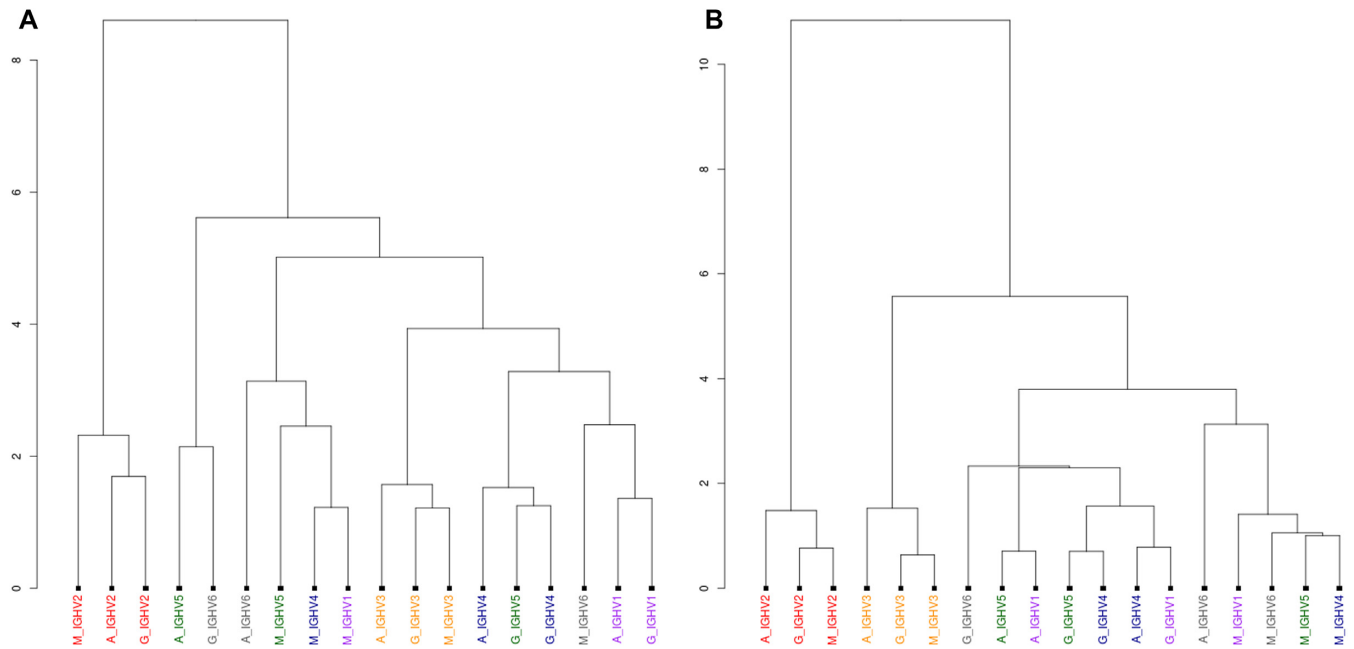 A
8
6
4
2
0
M_IGHV2
A_IGHV2
G_IGHV2
A_IGHV5
G_IGHV6
A_IGHV6
M_IGHV5
M_IGHV4
M_IGHV1
A_IGHV3
G_IGHV3
M_IGHV3
A_IGHV4
G_IGHV5
G_IGHV4
M_IGHV6
A_IGHV1
G_IGHV1
B
10
8
6
4
2
0
A_IGHV2
G_IGHV2
M_IGHV2
A_IGHV3
G_IGHV3
M_IGHV3
G_IGHV6
A_IGHV5
A_IGHV1
G_IGHV5
G_IGHV4
A_IGHV4
G_IGHV1
A_IGHV6
M_IGHV1
M_IGHV6
M_IGHV5
M_IGHV4